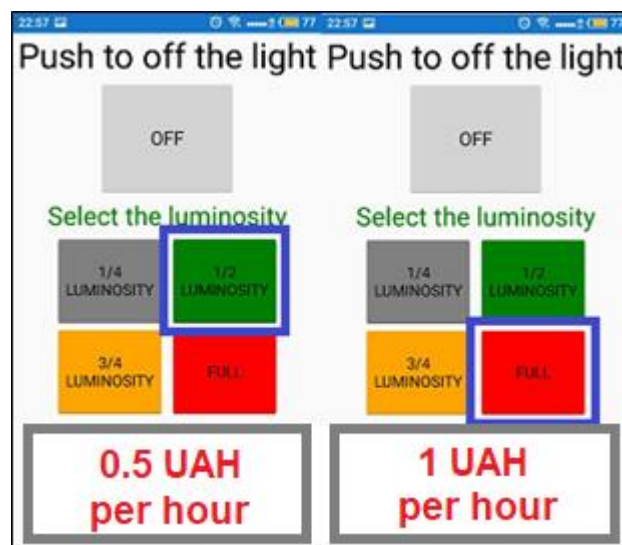 22:57
77
Push to off the light
OFF
Select the luminosity
1/4
LUMINOSITY
1/2
LUMINOSITY
3/4
LUMINOSITY
FULL
0.5 UAH
per hour
22:57
77
Push to off the light
OFF
Select the luminosity
1/4
LUMINOSITY
1/2
LUMINOSITY
3/4
LUMINOSITY
FULL
1 UAH
per hour